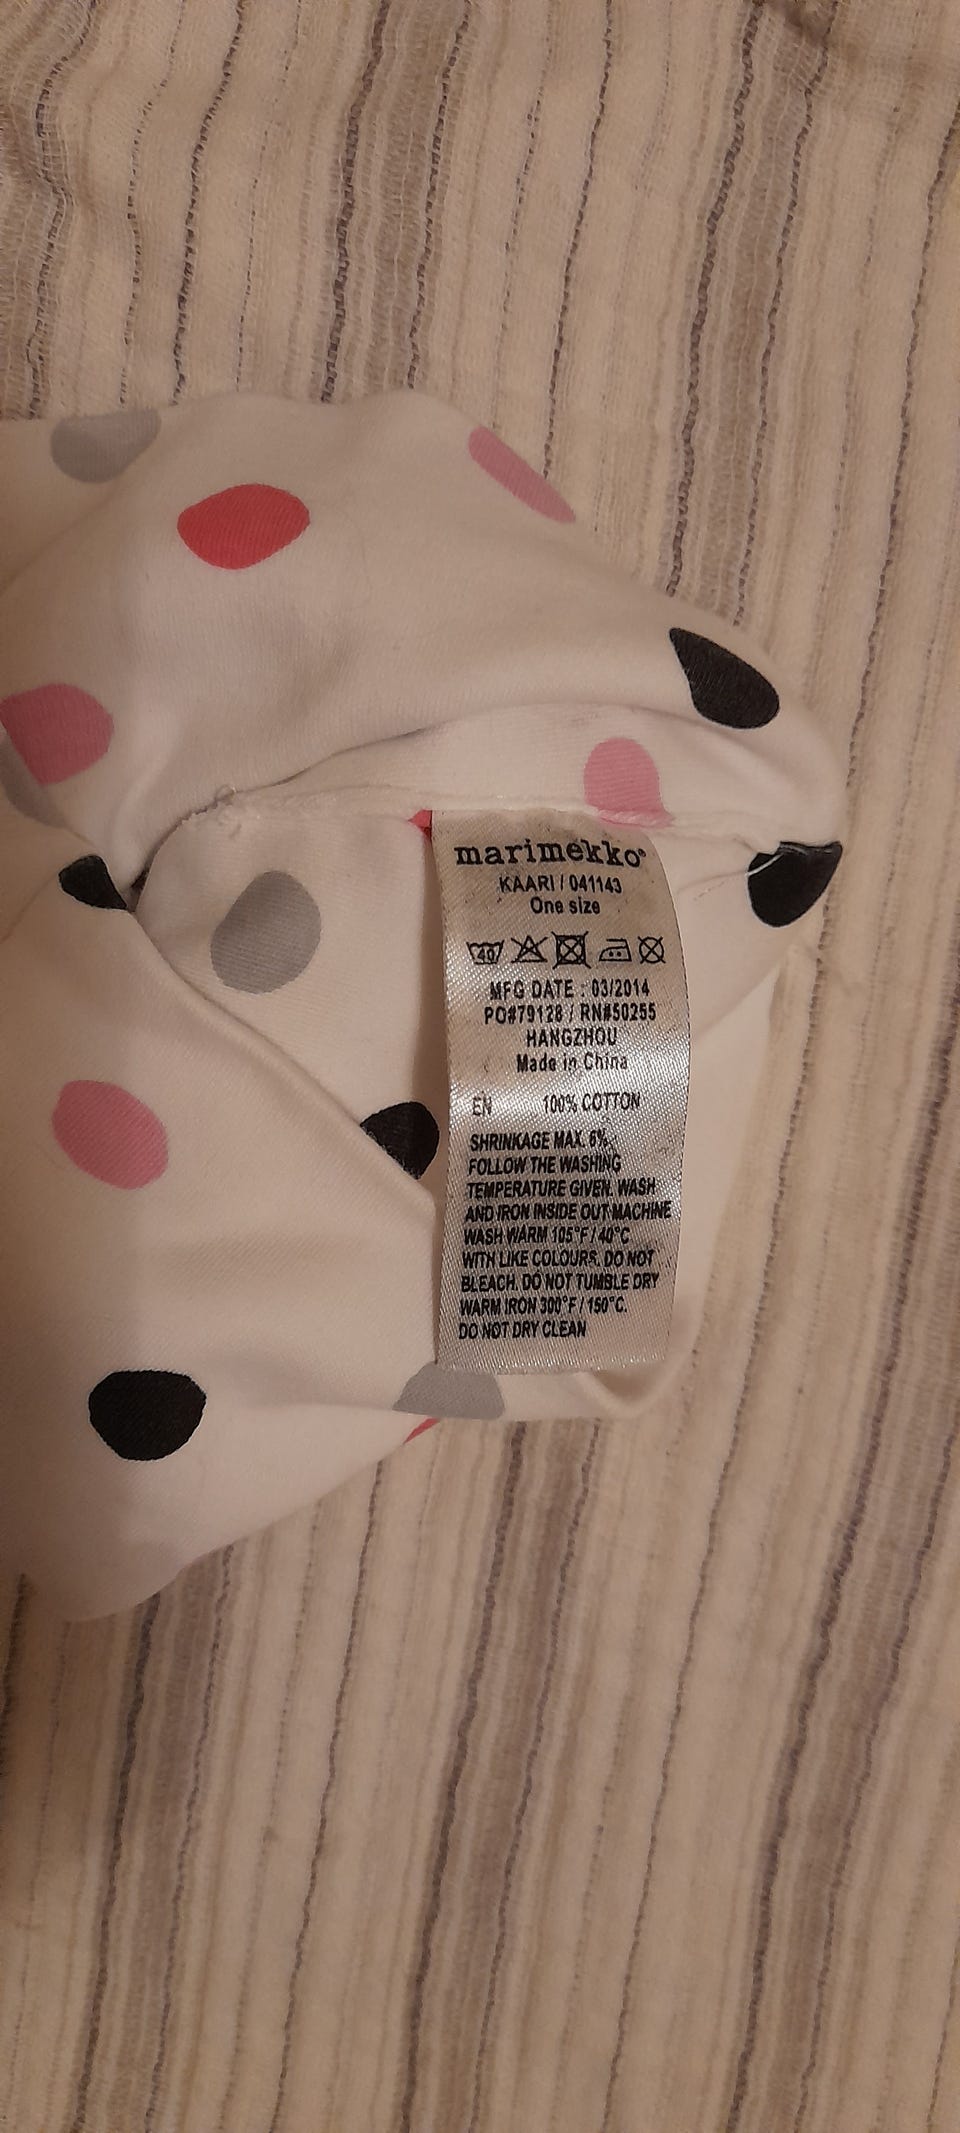 marimekko®
KAARI / 041143
One size
40
MFG DATE : 03/2014
PO#79128 / RN#50255
HANGZHOU
Made in China
EN 100% COTTON
SHRINKAGE MAX. 6%.
FOLLOW THE WASHING
TEMPERATURE GIVEN. WASH
AND IRON INSIDE OUT MACHINE
WASH WARM 105°F / 40°C
WITH LIKE COLOURS. DO NOT
BLEACH. DO NOT TUMBLE DRY
WARM IRON 300°F / 150°C.
DO NOT DRY CLEAN